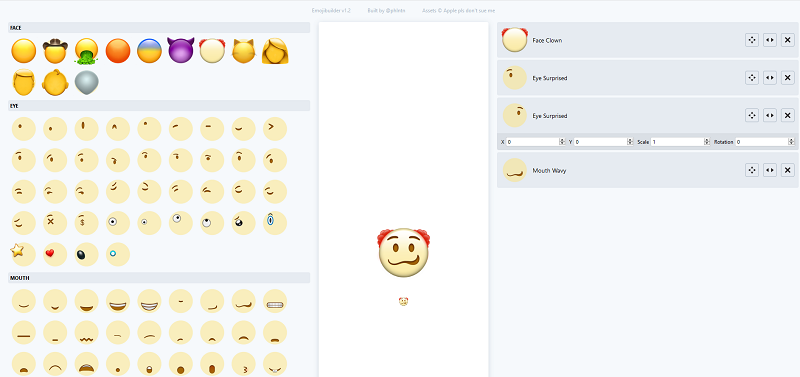 Emojibuilder v1.2 Built by @phlntn Assets © Apple pls don't sue me
FACE
EYE
MOUTH
Face Clown
Eye Surprised
Eye Surprised
X 0 Y 0 Scale 1 Rotation 0
Mouth Wavy